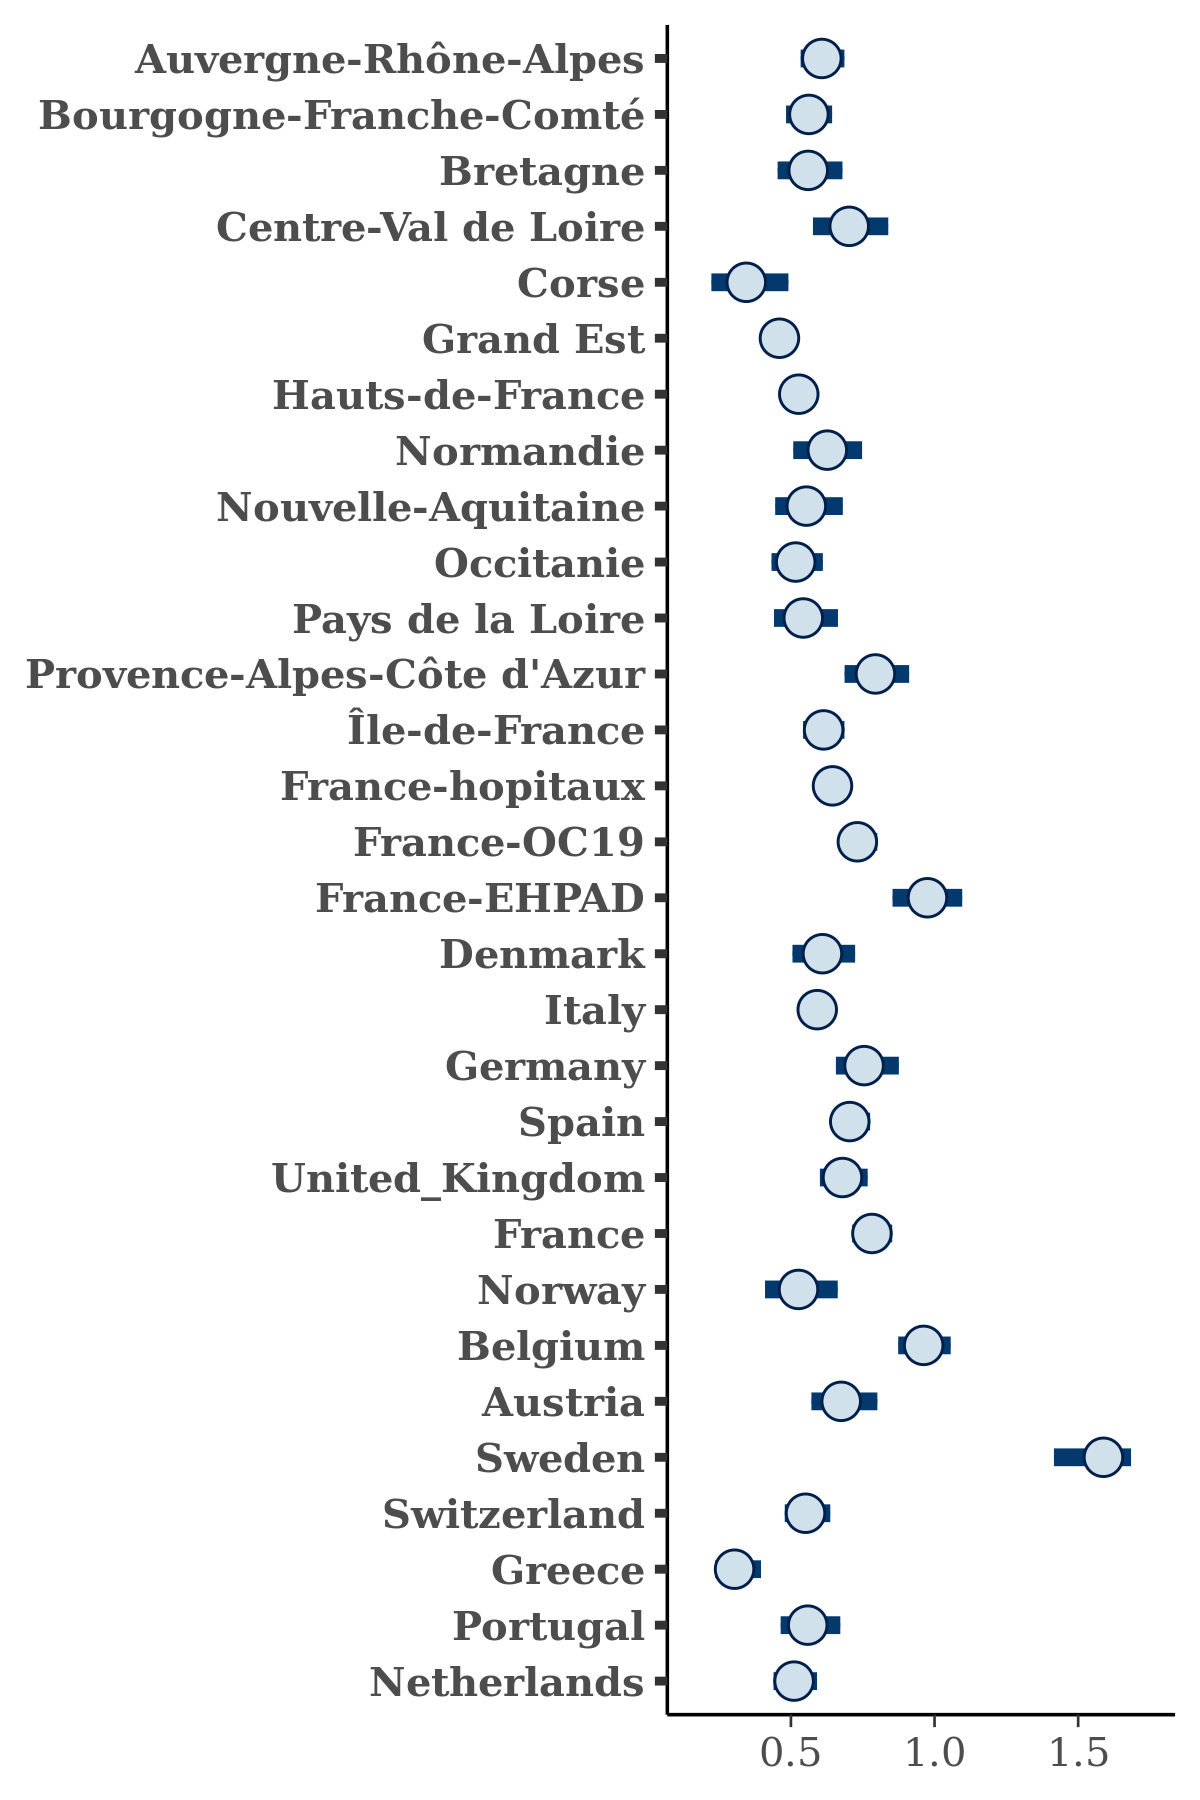 Auvergne-Rhône-Alpes
Bourgogne-Franche-Comté
Bretagne
Centre-Val de Loire
Corse
Grand Est
Hauts-de-France
Normandie
Nouvelle-Aquitaine
Occitanie
Pays de la Loire
Provence-Alpes-Côte d'Azur
Île-de-France
France-hopitaux
France-OC19
France-EHPAD
Denmark
Italy
Germany
Spain
United_Kingdom
France
Norway
Belgium
Austria
Sweden
Switzerland
Greece
Portugal
Netherlands
0.5 1.0 1.5